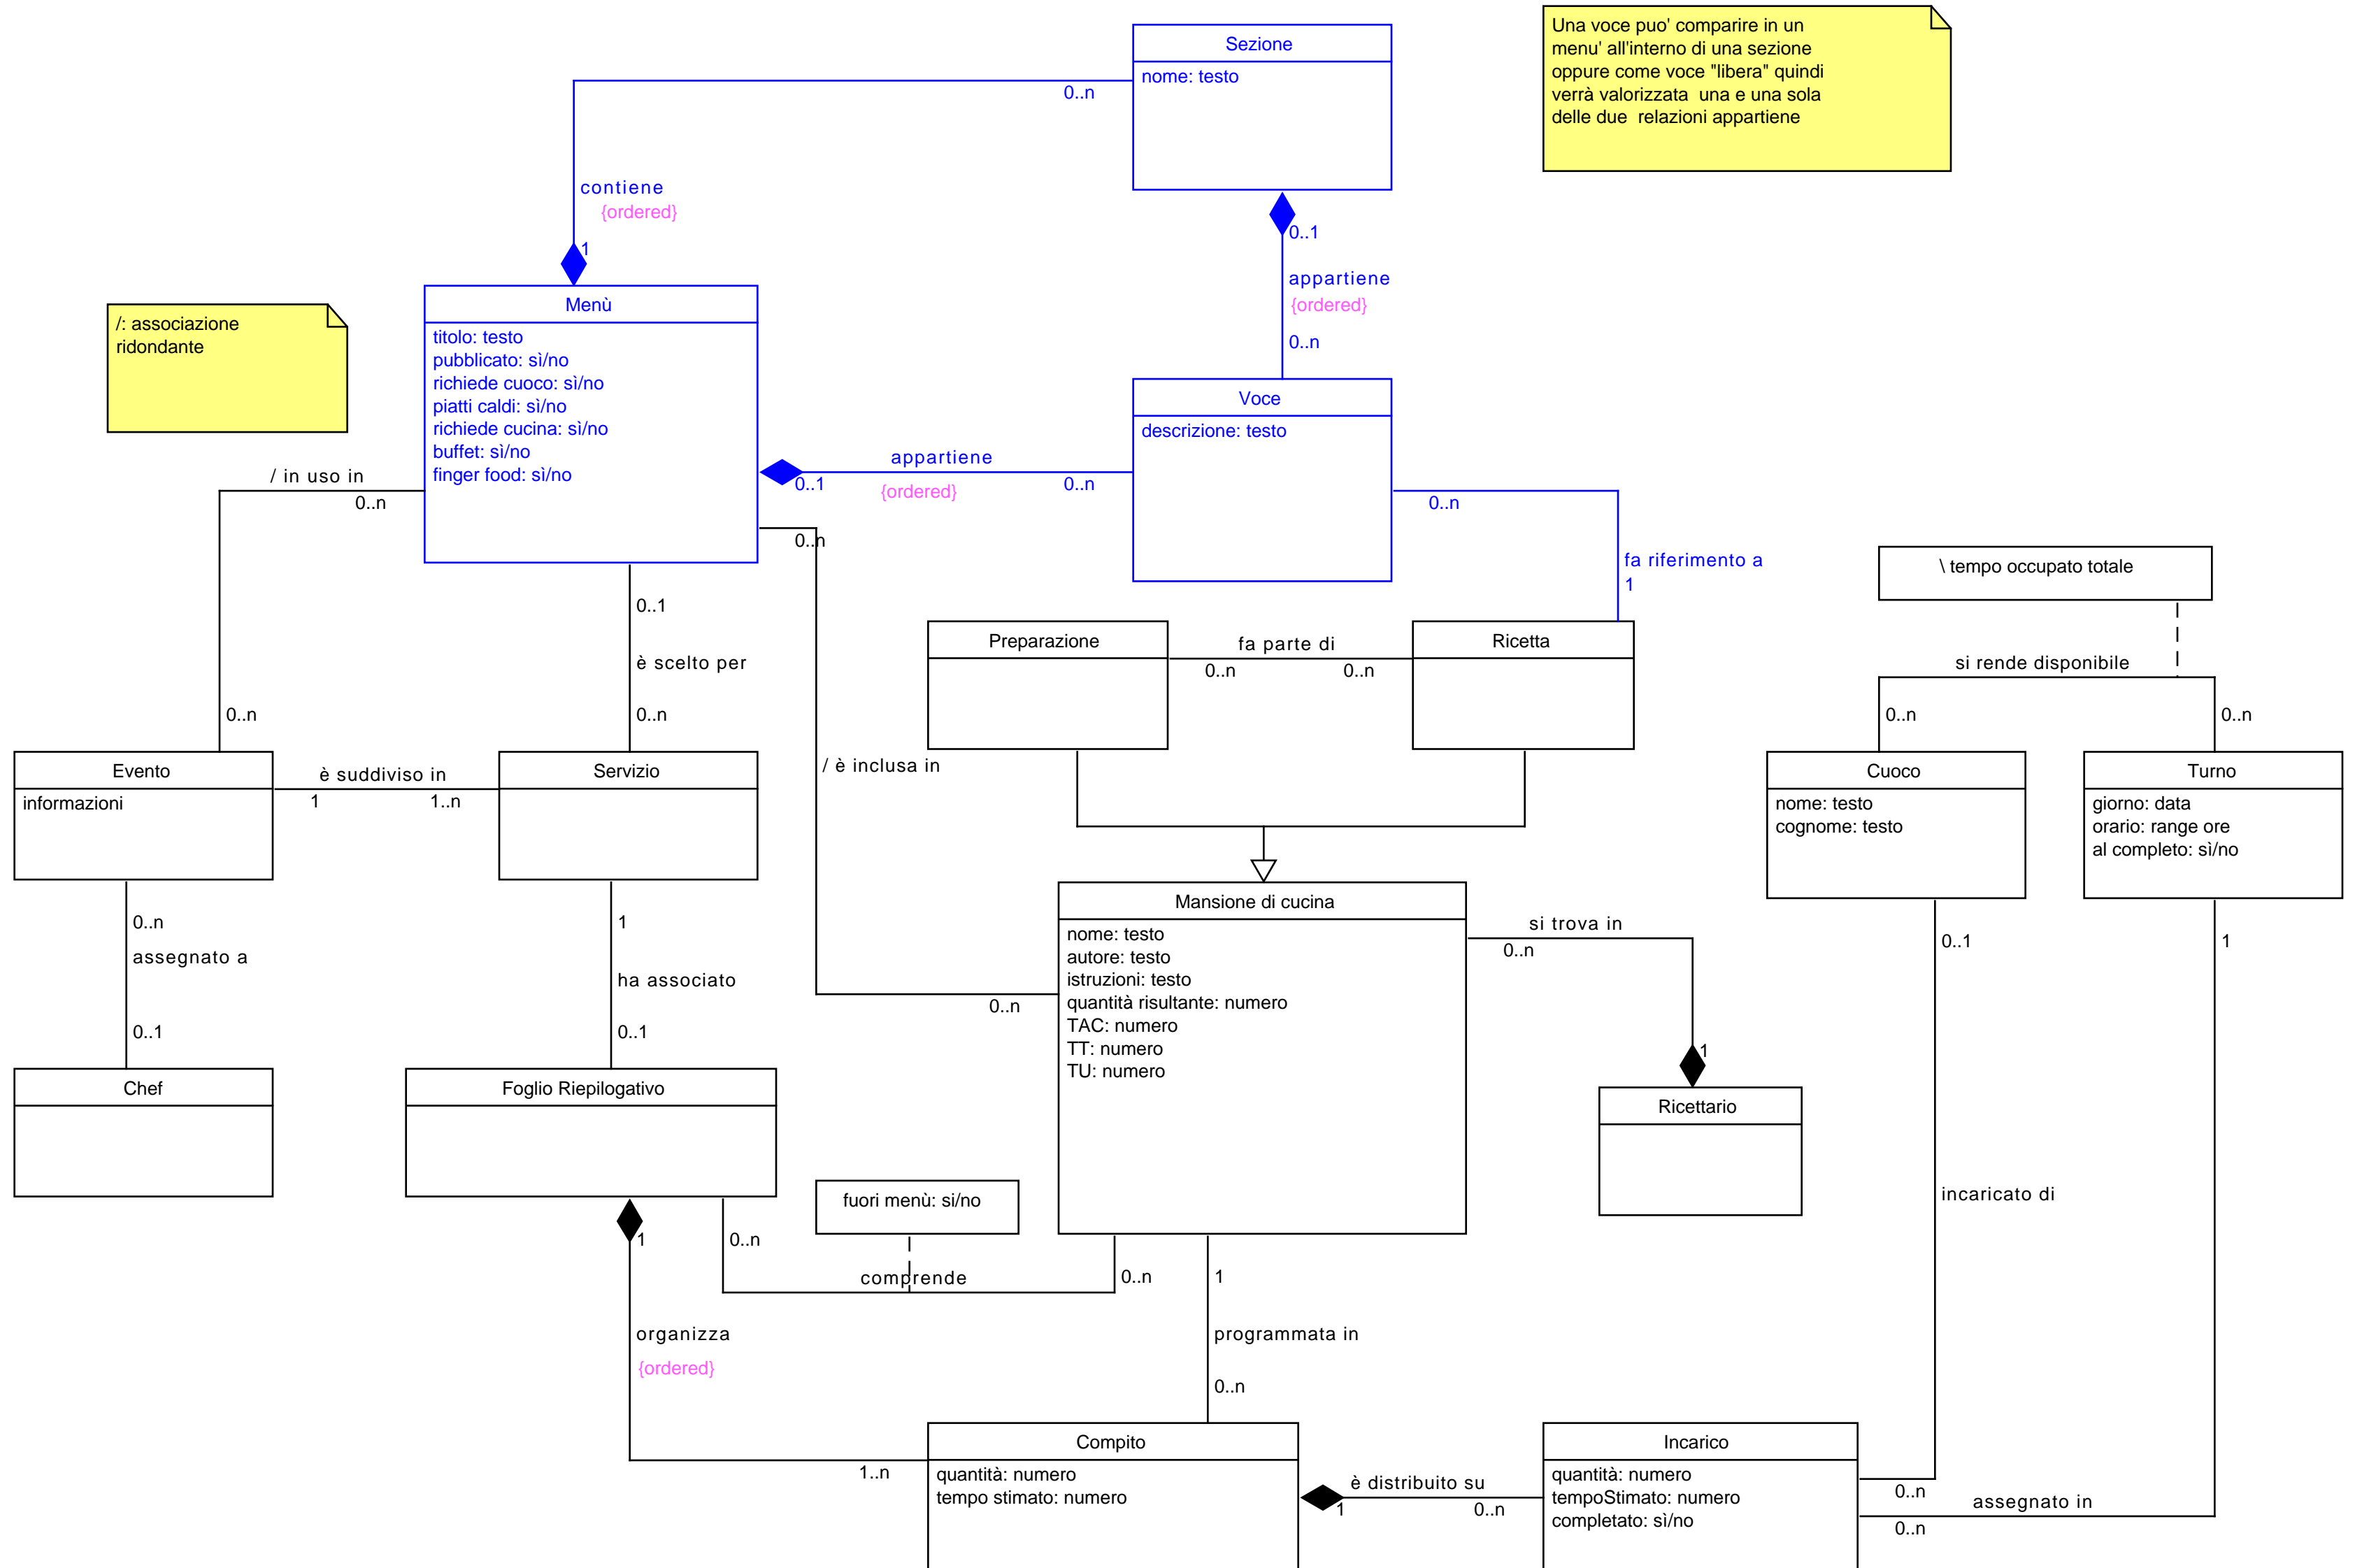 Sezione
nome: testo
0..n
Una voce puo' comparire in un
menu' all'interno di una sezione
oppure come voce "libera" quindi
verrà valorizzata  una e una sola
delle due  relazioni appartiene
contiene
{ordered}
1
0..1
appartiene
{ordered}
0..n
Menù
titolo: testo
pubblicato: sì/no
richiede cuoco: sì/no
piatti caldi: sì/no
richiede cucina: sì/no
buffet: sì/no
finger food: sì/no
/: associazione
ridondante
Voce
descrizione: testo
appartiene
0..1
{ordered}
0..n
/ in uso in
0..n
0..n
0..n
fa riferimento a
1
\ tempo occupato totale
0..1
è scelto per
0..n
0..n
Preparazione
fa parte di
0..n
0..n
Ricetta
si rende disponibile
0..n
0..n
/ è inclusa in
Evento
informazioni
è suddiviso in
1
1..n
Servizio
Cuoco
nome: testo
cognome: testo
Turno
giorno: data
orario: range ore
al completo: sì/no
0..n
assegnato a
0..1
1
ha associato
0..1
Mansione di cucina
nome: testo
autore: testo
istruzioni: testo
quantità risultante: numero
TAC: numero
TT: numero
TU: numero
0..n
si trova in
0..n
1
0..1
1
Chef
Foglio Riepilogativo
Ricettario
fuori menù: si/no
incaricato di
1
0..n
comprende
0..n
1
organizza
{ordered}
programmata in
0..n
1..n
Compito
quantità: numero
tempo stimato: numero
è distribuito su
1
0..n
Incarico
quantità: numero
tempoStimato: numero
completato: sì/no
0..n
assegnato in
0..n